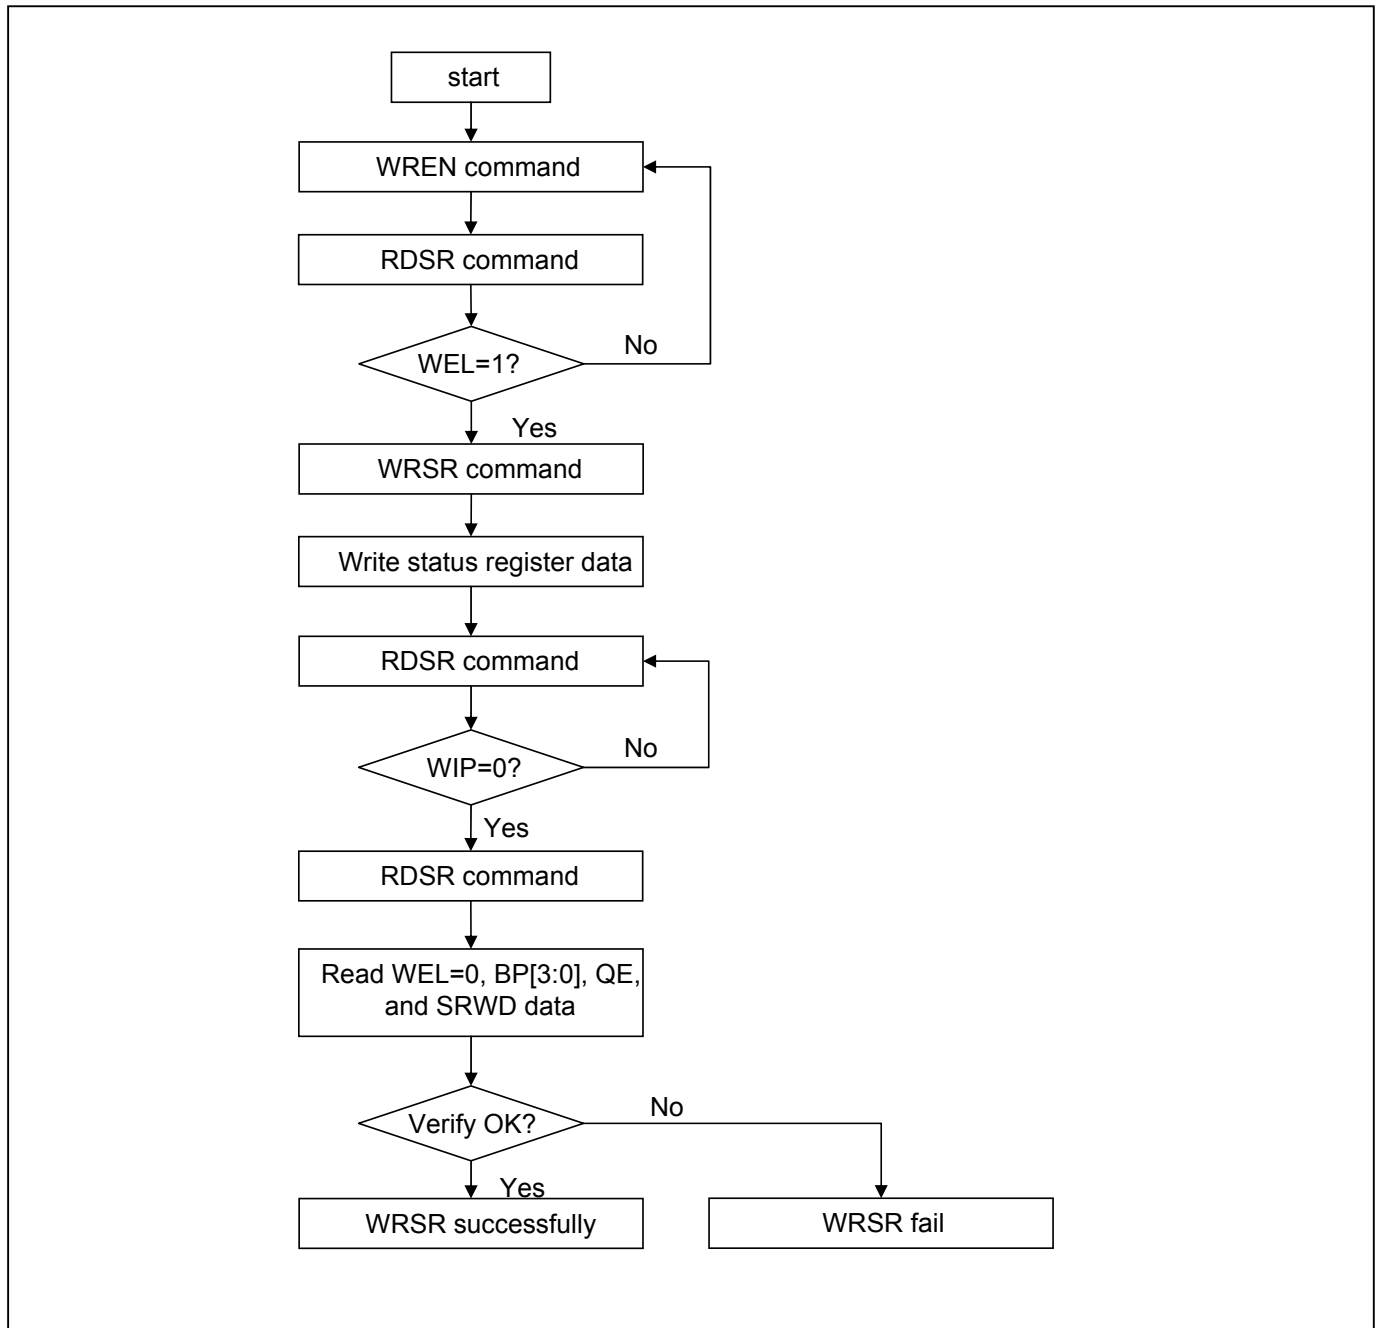 start
WREN command
RDSR command
WEL=1?
No
Yes
WRSR command
Write status register data
RDSR command
WIP=0?
No
Yes
RDSR command
Read WEL=0, BP[3:0], QE,
and SRWD data
Verify OK?
No
Yes
WRSR successfully
WRSR fail